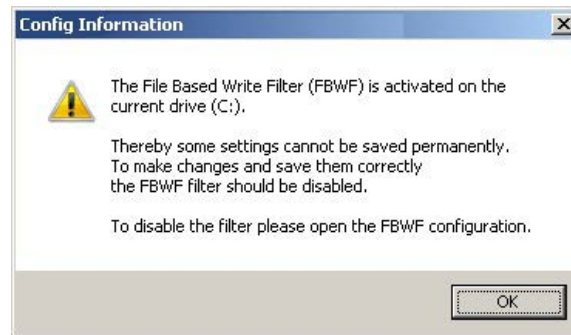 Config Information
The File Based Write Filter (FBWF) is activated on the
current drive (C:).
Thereby some settings cannot be saved permanently.
To make changes and save them correctly
the FBWF filter should be disabled.
To disable the filter please open the FBWF configuration.
OK